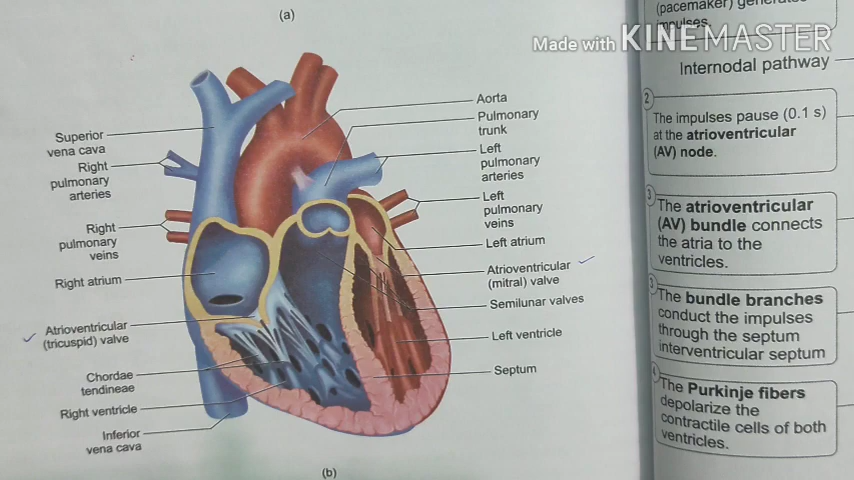 (a)
Superior
vena cava
Right
pulmonary
arteries
Right
pulmonary
veins
Right atrium
Atrioventricular
(tricuspid) valve
Chordae
tendineae
Right ventricle
Inferior
vena cava
Aorta
Pulmonary
trunk
Left
pulmonary
arteries
Left
pulmonary
veins
Left atrium
Atrioventricular
(mitral) valve
Semilunar valves
Left ventricle
Septum
(b)
(pacemaker) generates
impulses.
Made with KINEMASTER
Internodal pathway
2
The impulses pause (0.1 s)
at the atrioventricular
(AV) node.
3
The atrioventricular
(AV) bundle connects
the atria to the
ventricles.
The bundle branches
conduct the impulses
through the septum
interventricular septum
The Purkinje fibers
depolarize the
contractile cells of both
ventricles.